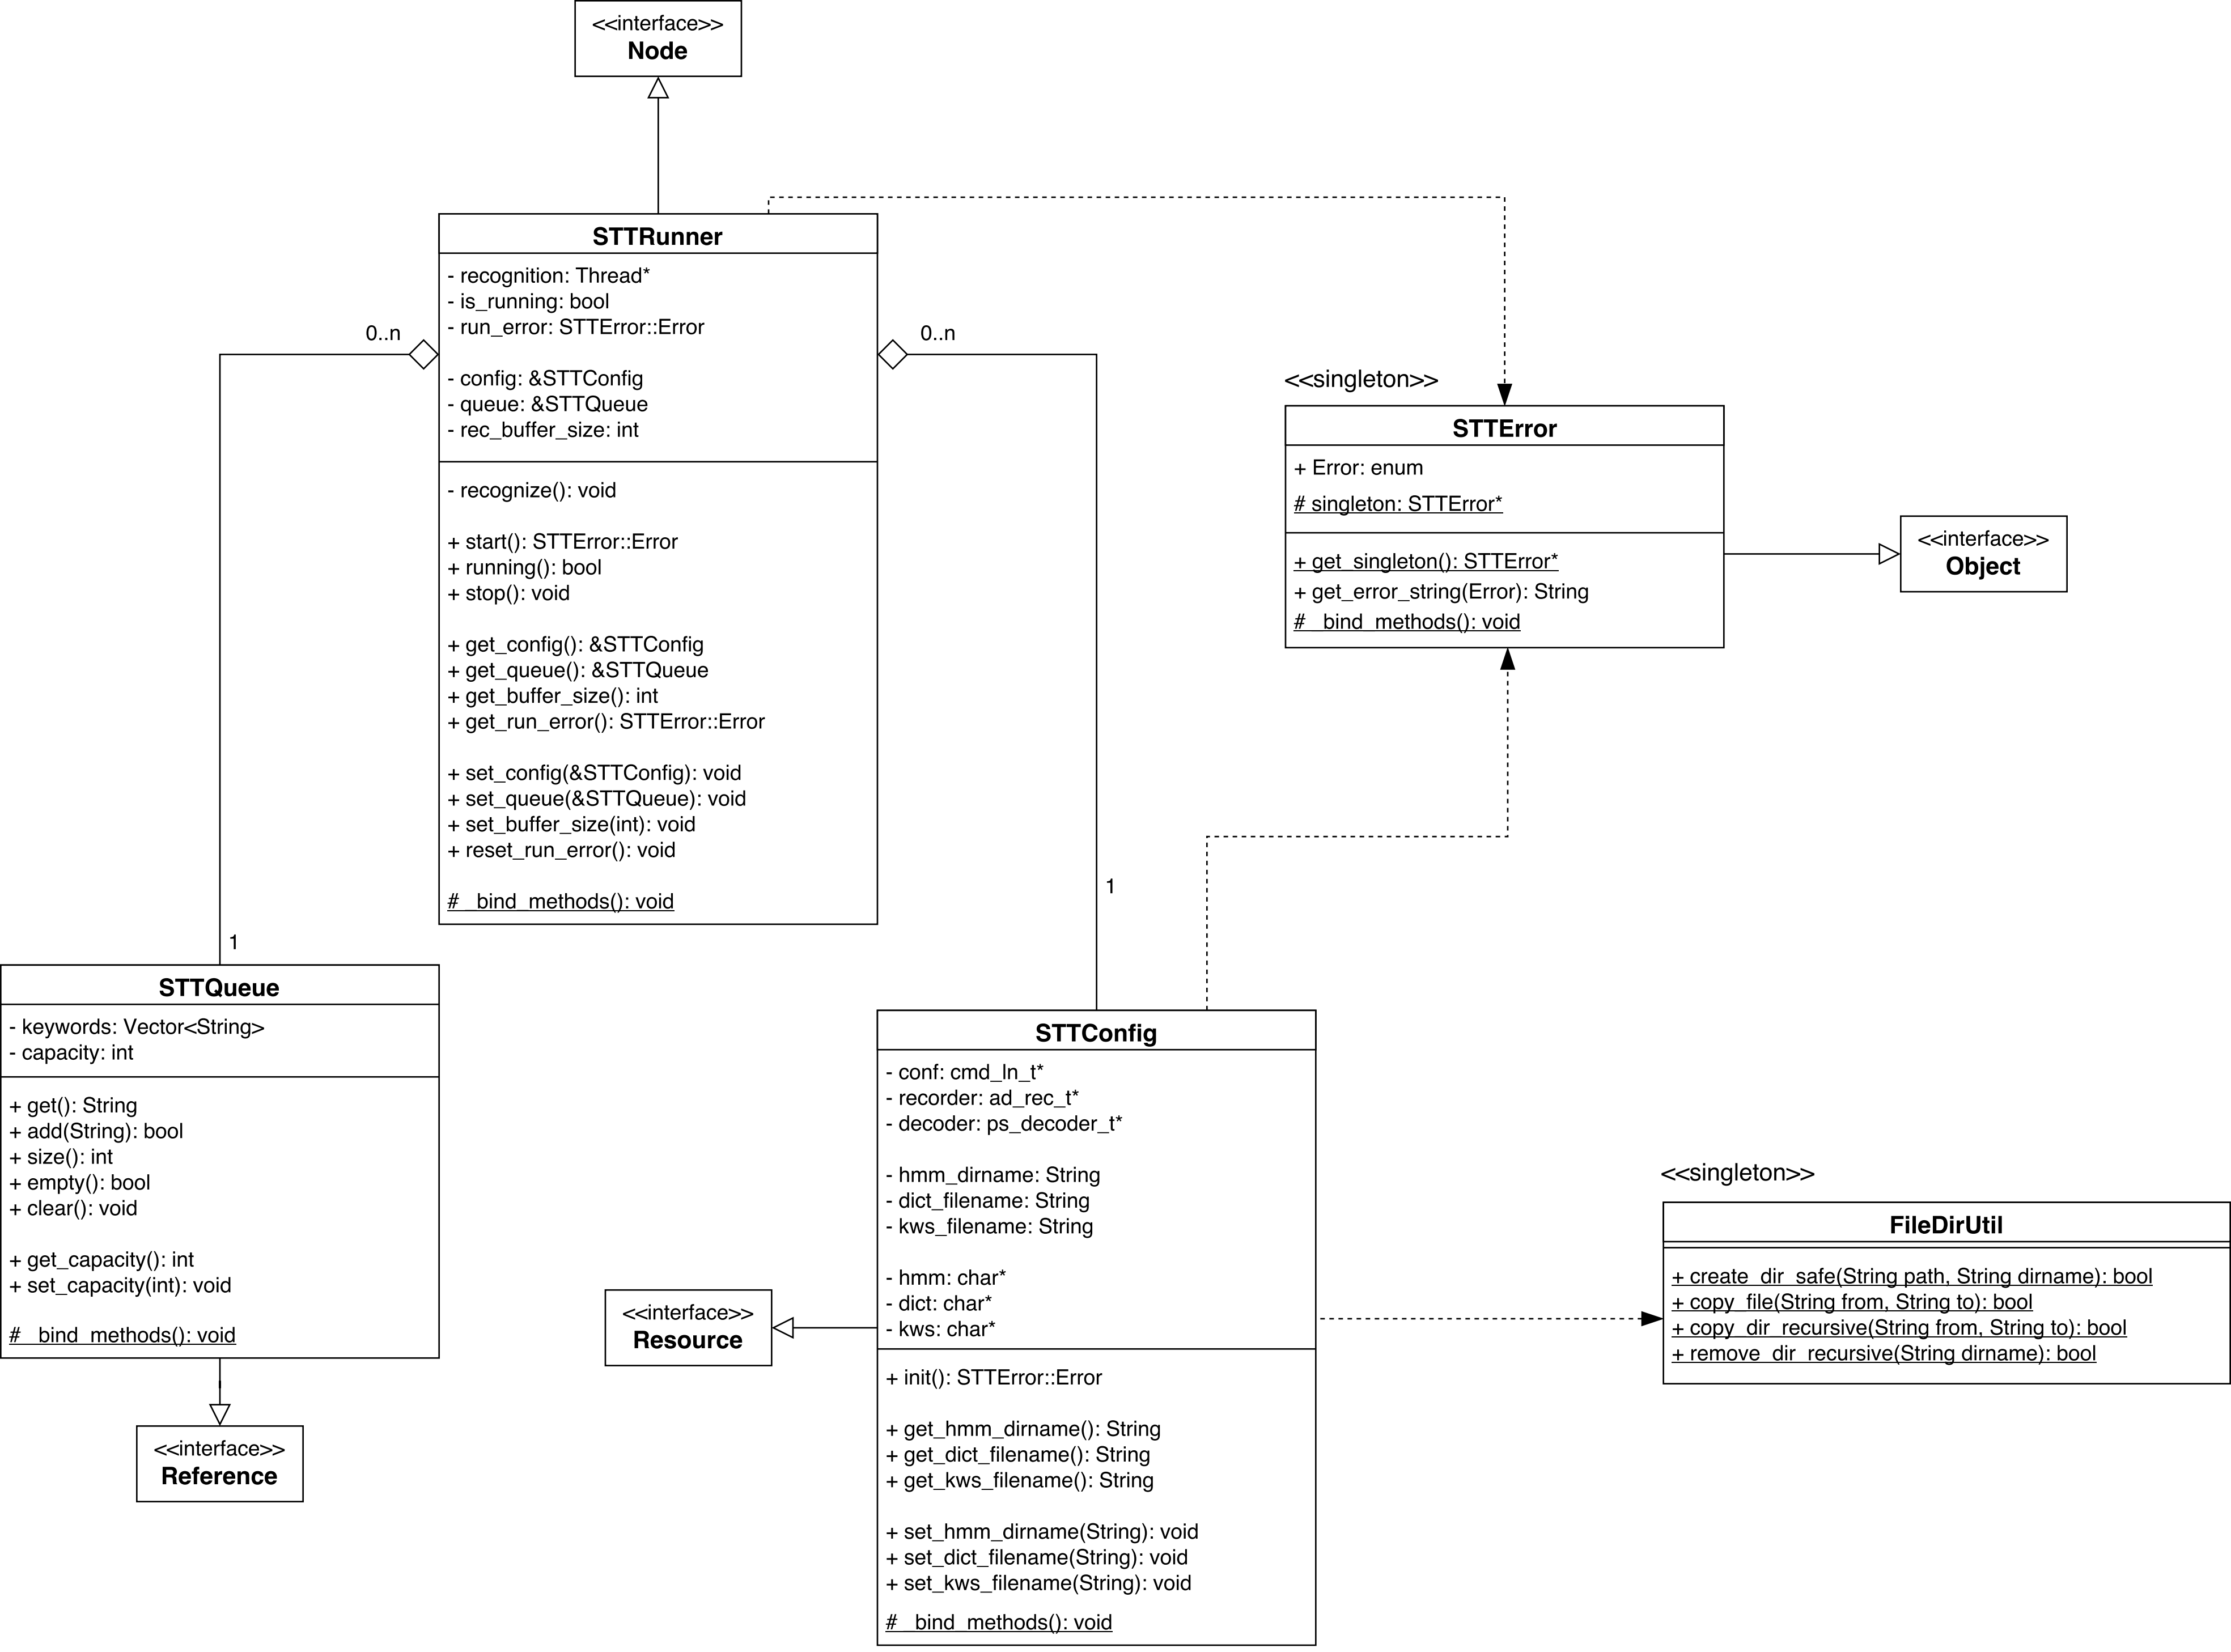 <<interface>>
Node
STTRunner
- recognition: Thread*
- is_running: bool
- run_error: STTError::Error
- config: &STTConfig
- queue: &STTQueue
- rec_buffer_size: int
- recognize(): void
+ start(): STTError::Error
+ running(): bool
+ stop(): void
+ get_config(): &STTConfig
+ get_queue(): &STTQueue
+ get_buffer_size(): int
+ get_run_error(): STTError::Error
+ set_config(&STTConfig): void
+ set_queue(&STTQueue): void
+ set_buffer_size(int): void
+ reset_run_error(): void
# _bind_methods(): void
0..n
0..n
1
1
<<singleton>>
STTError
+ Error: enum
# singleton: STTError*
+ get_singleton(): STTError*
+ get_error_string(Error): String
# _bind_methods(): void
<<interface>>
Object
STTQueue
- keywords: Vector<String>
- capacity: int
+ get(): String
+ add(String): bool
+ size(): int
+ empty(): bool
+ clear(): void
+ get_capacity(): int
+ set_capacity(int): void
# _bind_methods(): void
<<interface>>
Reference
STTConfig
- conf: cmd_ln_t*
- recorder: ad_rec_t*
- decoder: ps_decoder_t*
- hmm_dirname: String
- dict_filename: String
- kws_filename: String
- hmm: char*
- dict: char*
- kws: char*
+ init(): STTError::Error
+ get_hmm_dirname(): String
+ get_dict_filename(): String
+ get_kws_filename(): String
+ set_hmm_dirname(String): void
+ set_dict_filename(String): void
+ set_kws_filename(String): void
# _bind_methods(): void
<<interface>>
Resource
<<singleton>>
FileDirUtil
+ create_dir_safe(String path, String dirname): bool
+ copy_file(String from, String to): bool
+ copy_dir_recursive(String from, String to): bool
+ remove_dir_recursive(String dirname): bool